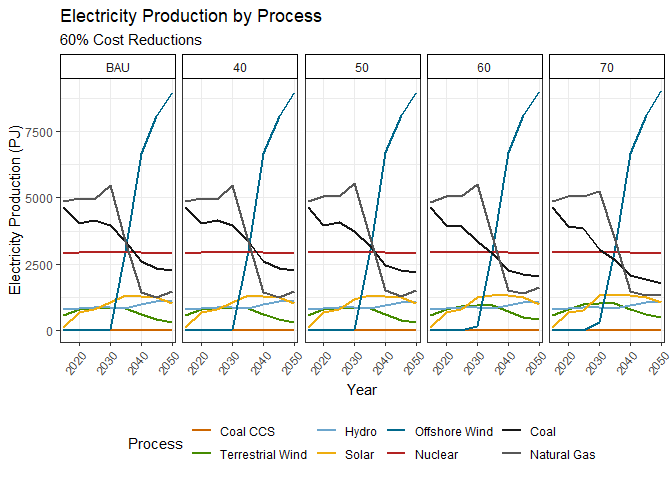 Electricity Production by Process
60% Cost Reductions
BAU 40 50 60 70
Electricity Production (PJ)
7500
5000
2500
0
2020 2030 2040 2050 2020 2030 2040 2050 2020 2030 2040 2050 2020 2030 2040 2050 2020 2030 2040 2050
Year
Process
Coal CCS Hydro Offshore Wind Coal
Terrestrial Wind Solar Nuclear Natural Gas